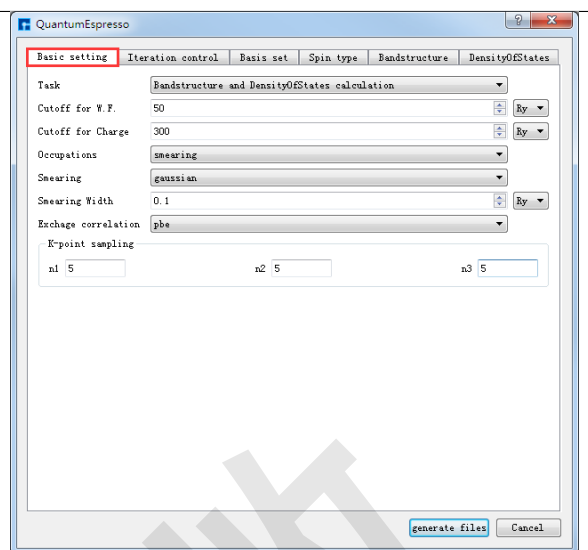 QuantumEspresso
Basic setting Iteration control Basis set Spin type Bandstructure DensityOfStates
Task Bandstructure and DensityOfStates calculation
Cutoff for W.F. 50 Ry
Cutoff for Charge 300 Ry
Occupations smearing
Smearing gaussian
Smearing Width 0.1 Ry
Exchage correlation pbe
K-point sampling
n1 5 n2 5 n3 5
generate files Cancel